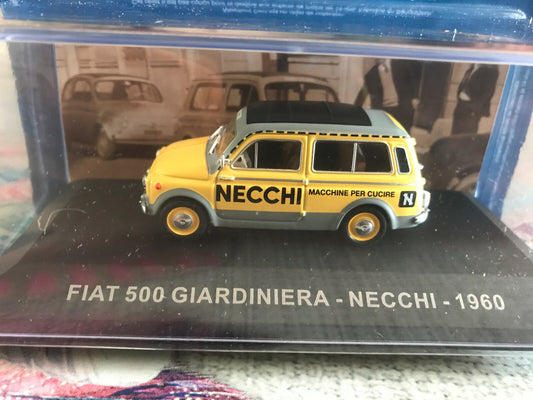 NECCHI
MACCHINE PER CUCIRE
N
FIAT 500 GIARDINIERA - NECCHI - 1960